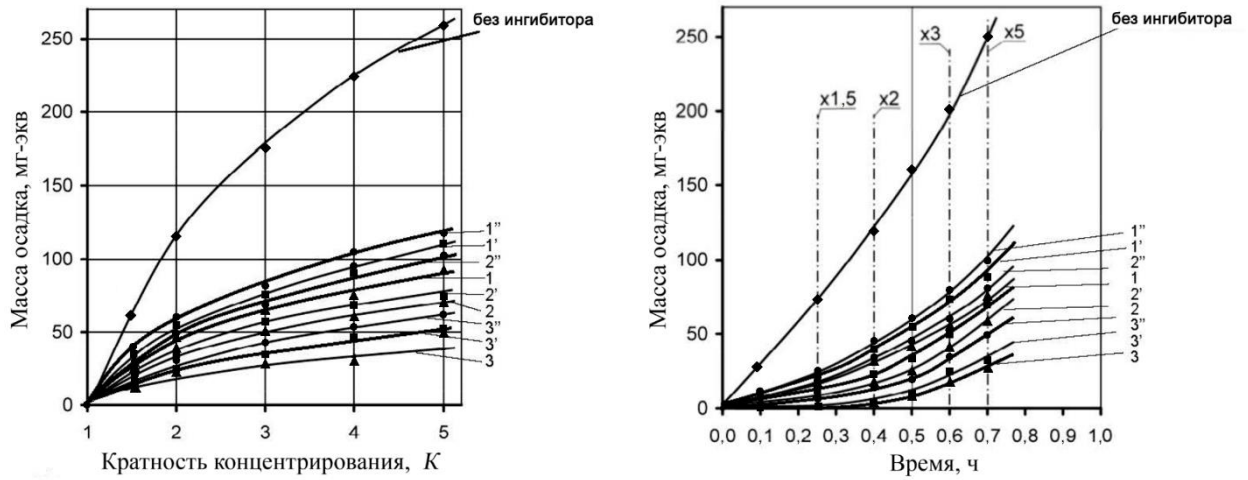 без ингибитора
Масса осадка, мг-экв
250
200
150
100
50
0
1”
1’
2”
1
2’
2
3”
3’
3
1 2 3 4 5
Кратность концентрирования, K
без ингибитора
Масса осадка, мг-экв
250
200
150
100
50
0
x1,5
x2
x3
x5
1”
1’
2”
1
2’
2
3”
3’
3
0,0 0,1 0,2 0,3 0,4 0,5 0,6 0,7 0,8 0,9 1,0
Время, ч